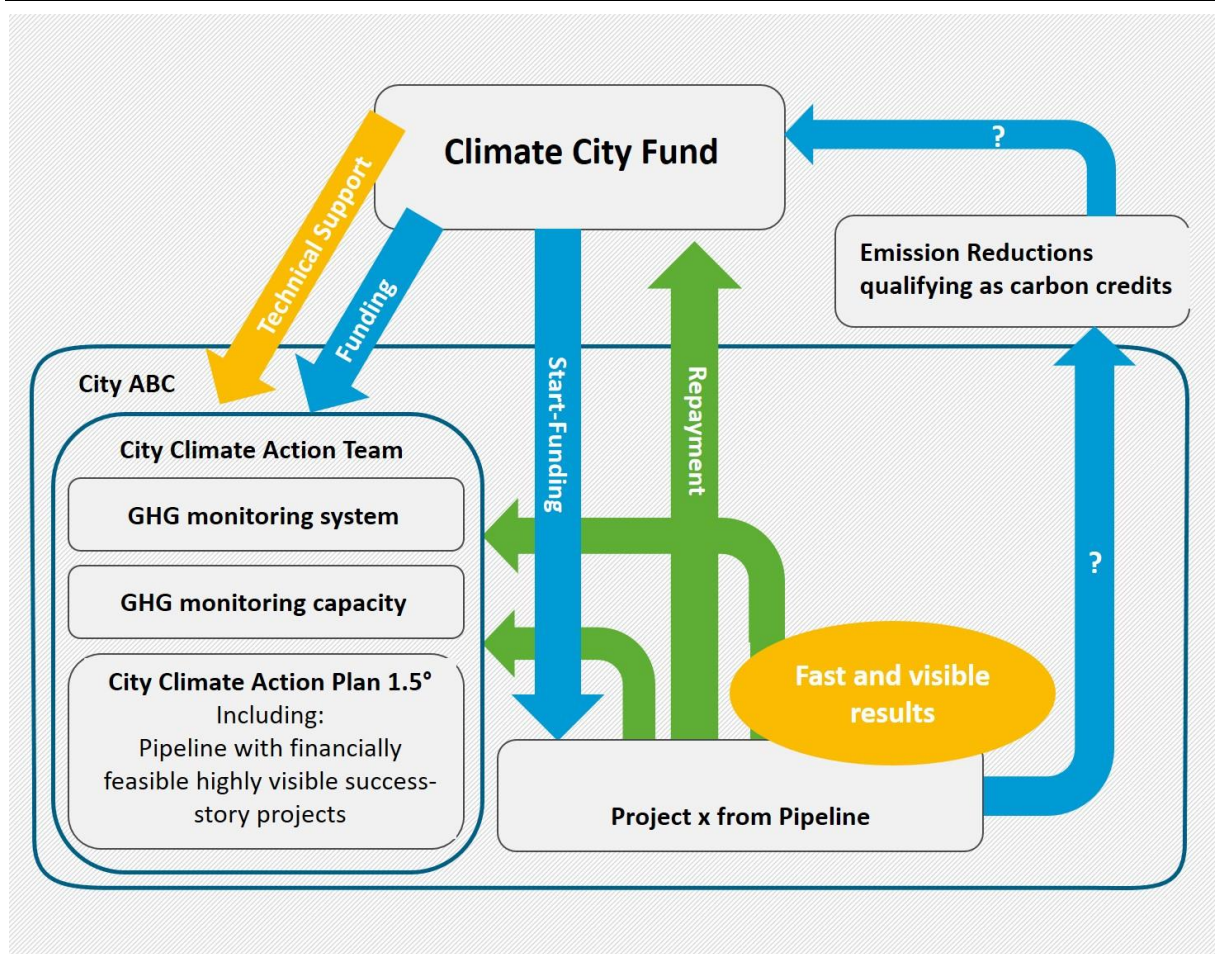 Climate City Fund
?
Technical Support
Funding
Emission Reductions
qualifying as carbon credits
City ABC
Start-Funding
Repayment
City Climate Action Team
GHG monitoring system
?
GHG monitoring capacity
City Climate Action Plan 1.5°
Including:
Pipeline with financially
feasible highly visible success-
story projects
Fast and visible
results
Project x from Pipeline